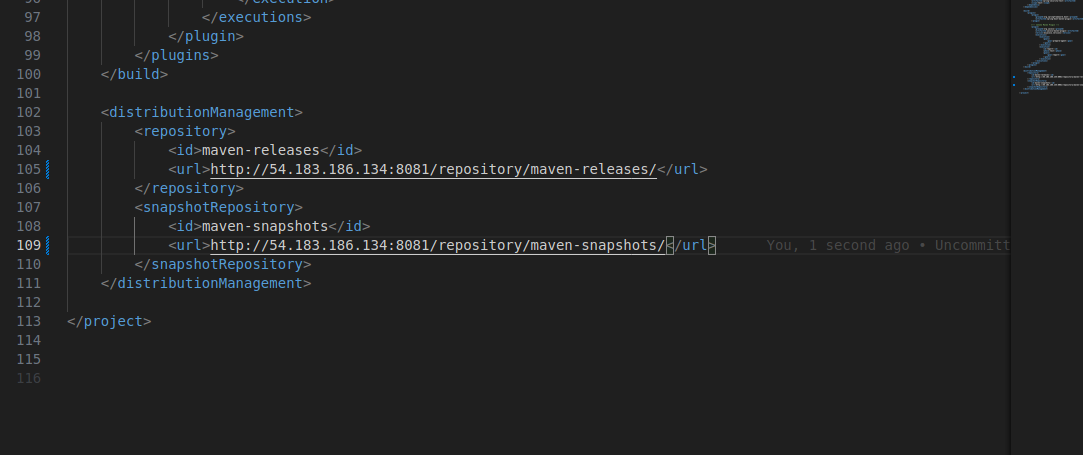 96 </execution>
97 </executions>
98 </plugin>
99 </plugins>
100 </build>
101
102 <distributionManagement>
103 <repository>
104 <id>maven-releases</id>
105 <url>http://54.183.186.134:8081/repository/maven-releases/</url>
106 </repository>
107 <snapshotRepository>
108 <id>maven-snapshots</id>
109 <url>http://54.183.186.134:8081/repository/maven-snapshots/</url> You, 1 second ago • Uncommitt
110 </snapshotRepository>
111 </distributionManagement>
112
113 </project>
114
115
116